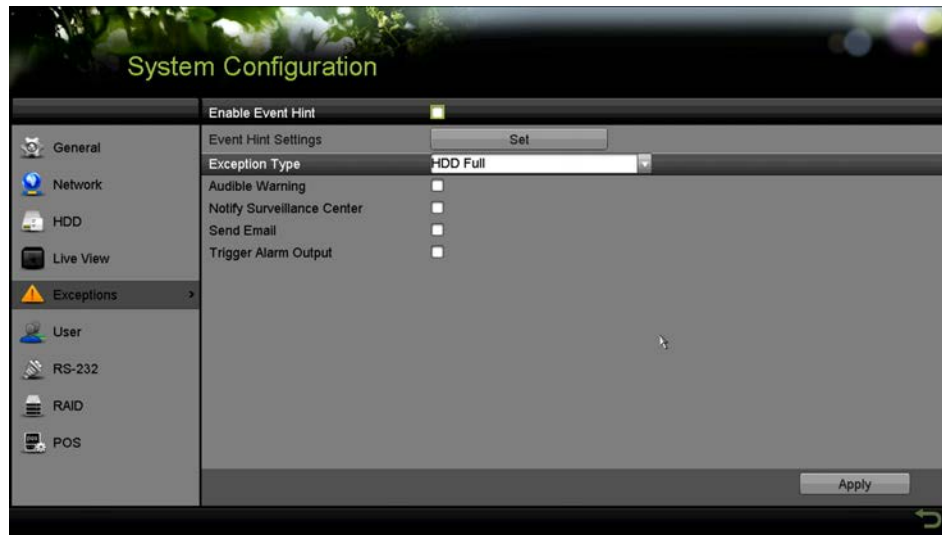 System Configuration
Enable Event Hint
Event Hint Settings Set
Exception Type HDD Full
Audible Warning
Notify Surveillance Center
Send Email
Trigger Alarm Output
General
Network
HDD
Live View
Exceptions
User
RS-232
RAID
POS
Apply